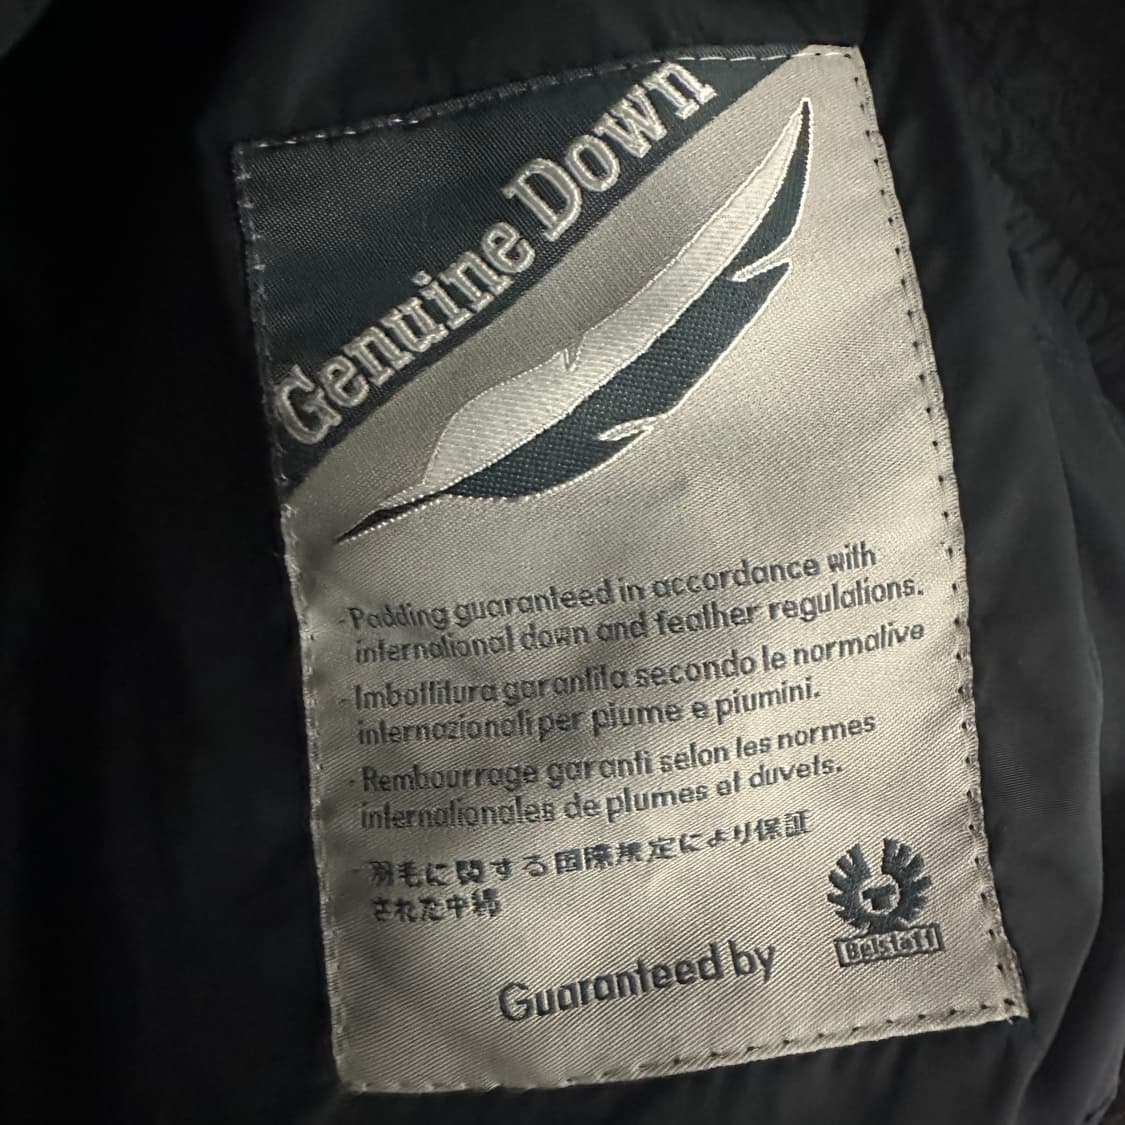 Genuine Down
-Padding guaranteed in accordance with
international down and feather regulations.
-Imbottitura garantita secondo le normative
internazionali per piume e piumini.
-Rembourrage garanti selon les normes
internationales de plumes et duvets.
-羽毛に関する国際規定により保証
された中綿
Guaranteed by
Belstaff